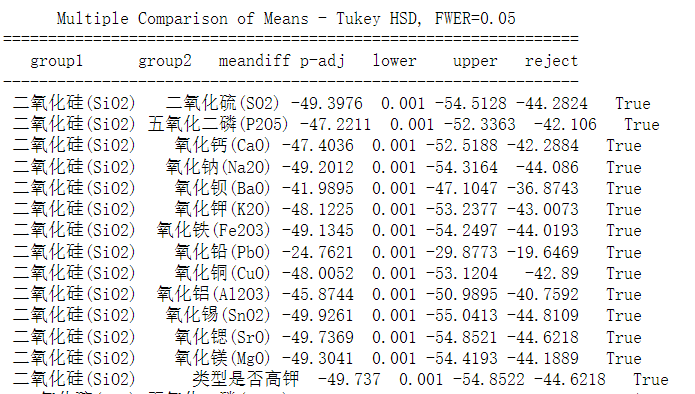 Multiple Comparison of Means - Tukey HSD, FWER=0.05
================================================================
group1 group2 meandiff p-adj lower upper reject
----------------------------------------------------------------
二氧化硅(SiO2) 二氧化硫(SO2) -49.3976 0.001 -54.5128 -44.2824 True
二氧化硅(SiO2) 五氧化二磷(P2O5) -47.2211 0.001 -52.3363 -42.106 True
二氧化硅(SiO2) 氧化钙(CaO) -47.4036 0.001 -52.5188 -42.2884 True
二氧化硅(SiO2) 氧化钠(Na2O) -49.2012 0.001 -54.3164 -44.086 True
二氧化硅(SiO2) 氧化钡(BaO) -41.9895 0.001 -47.1047 -36.8743 True
二氧化硅(SiO2) 氧化钾(K2O) -48.1225 0.001 -53.2377 -43.0073 True
二氧化硅(SiO2) 氧化铁(Fe2O3) -49.1345 0.001 -54.2497 -44.0193 True
二氧化硅(SiO2) 氧化铅(PbO) -24.7621 0.001 -29.8773 -19.6469 True
二氧化硅(SiO2) 氧化铜(CuO) -48.0052 0.001 -53.1204 -42.89 True
二氧化硅(SiO2) 氧化铝(Al2O3) -45.8744 0.001 -50.9895 -40.7592 True
二氧化硅(SiO2) 氧化锡(SnO2) -49.9261 0.001 -55.0413 -44.8109 True
二氧化硅(SiO2) 氧化锶(SrO) -49.7369 0.001 -54.8521 -44.6218 True
二氧化硅(SiO2) 氧化镁(MgO) -49.3041 0.001 -54.4193 -44.1889 True
二氧化硅(SiO2) 类型是否高钾 -49.737 0.001 -54.8522 -44.6218 True